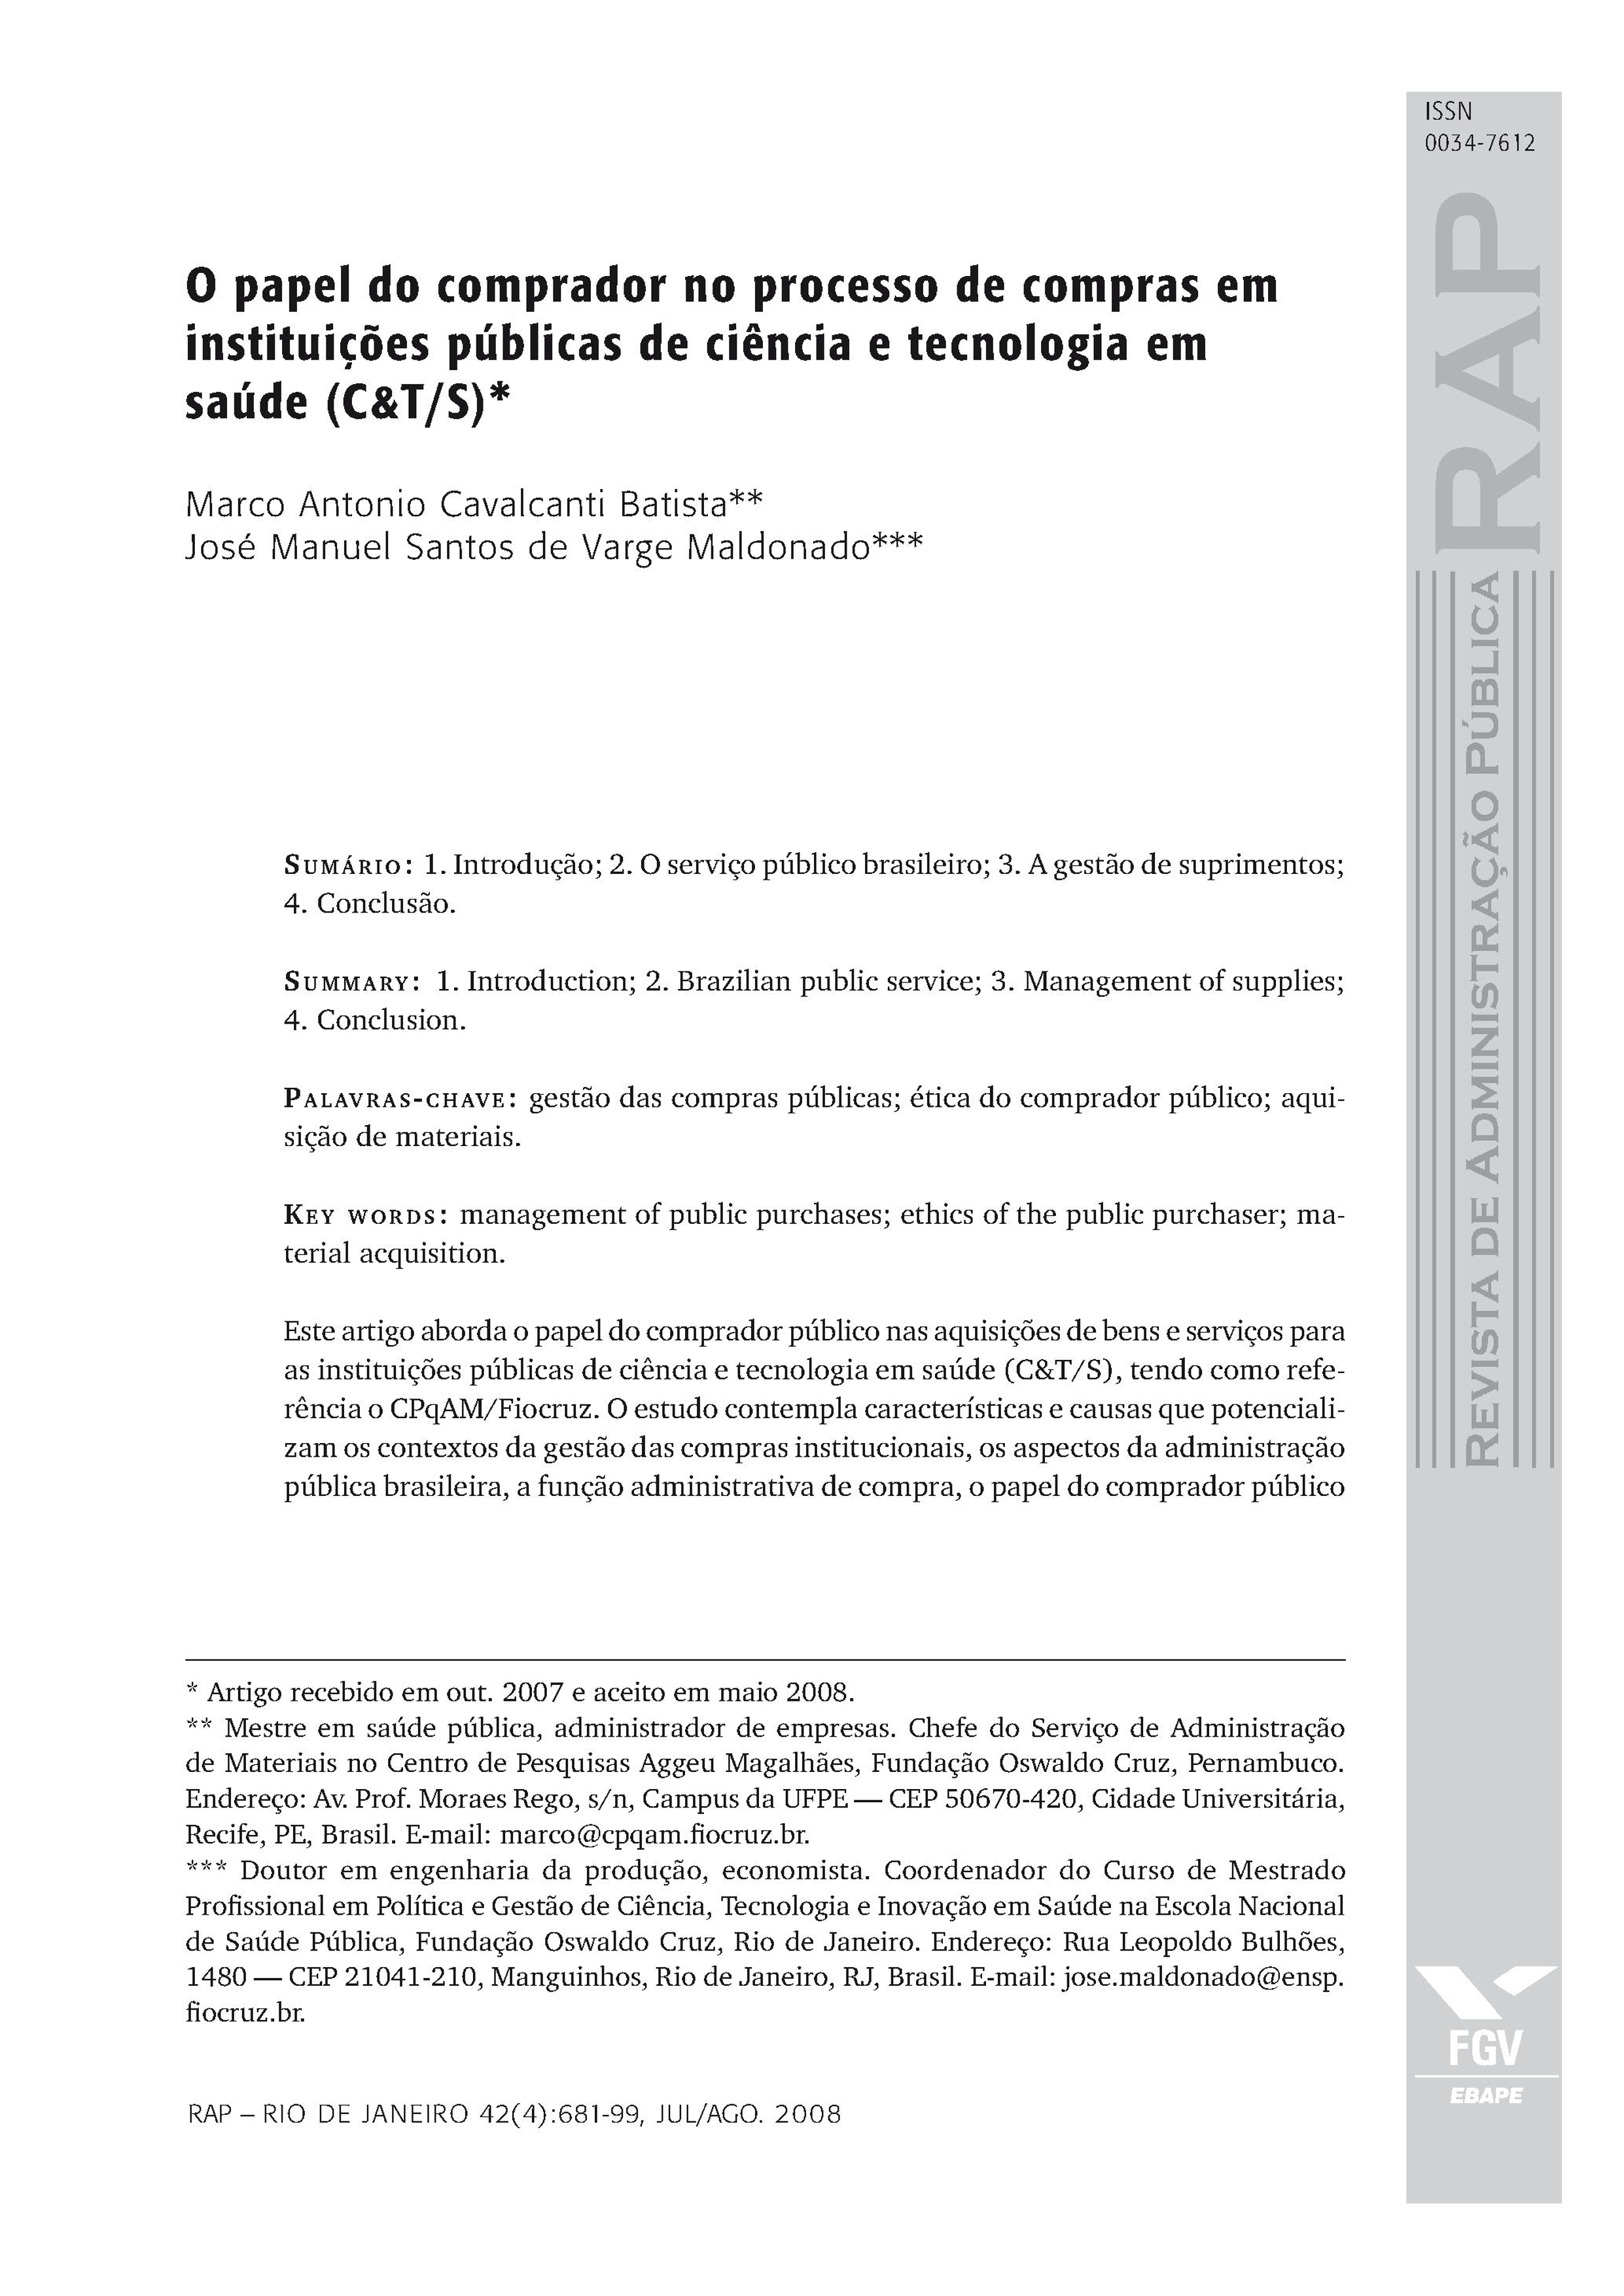 ISSN
0034-7612
O papel do comprador no processo de compras em
instituições públicas de ciência e tecnologia em
saúde (C&T/S)*
Marco Antonio Cavalcanti Batista**
José Manuel Santos de Varge Maldonado***
SUMÁRIO: 1. Introdução; 2. O serviço público brasileiro; 3. A gestão de suprimentos;
4. Conclusão.
SUMMARY: 1. Introduction; 2. Brazilian public service; 3. Management of supplies;
4. Conclusion.
PALAVRAS-CHAVE: gestão das compras públicas; ética do comprador público; aqui-
sição de materiais.
KEY WORDS: management of public purchases; ethics of the public purchaser; ma-
terial acquisition.
Este artigo aborda o papel do comprador público nas aquisições de bens e serviços para
as instituições públicas de ciência e tecnologia em saúde (C&T/S), tendo como refe-
rência o CPqAM/Fiocruz. O estudo contempla características e causas que potenciali-
zam os contextos da gestão das compras institucionais, os aspectos da administração
pública brasileira, a função administrativa de compra, o papel do comprador público
* Artigo recebido em out. 2007 e aceito em maio 2008.
** Mestre em saúde pública, administrador de empresas. Chefe do Serviço de Administração
de Materiais no Centro de Pesquisas Aggeu Magalhães, Fundação Oswaldo Cruz, Pernambuco.
Endereço: Av. Prof. Moraes Rego, s/n, Campus da UFPE — CEP 50670-420, Cidade Universitária,
Recife, PE, Brasil. E-mail: marco@cpqam.fiocruz.br.
*** Doutor em engenharia da produção, economista. Coordenador do Curso de Mestrado
Profissional em Política e Gestão de Ciência, Tecnologia e Inovação em Saúde na Escola Nacional
de Saúde Pública, Fundação Oswaldo Cruz, Rio de Janeiro. Endereço: Rua Leopoldo Bulhões,
1480 — CEP 21041-210, Manguinhos, Rio de Janeiro, RJ, Brasil. E-mail: jose.maldonado@ensp.
fiocruz.br.
RAP – RIO DE JANEIRO 42(4):681-99, JUL/AGO. 2008
RAP
REVISTA DE ADMINISTRAÇÃO PÚBLICA
FGV
EBAPE